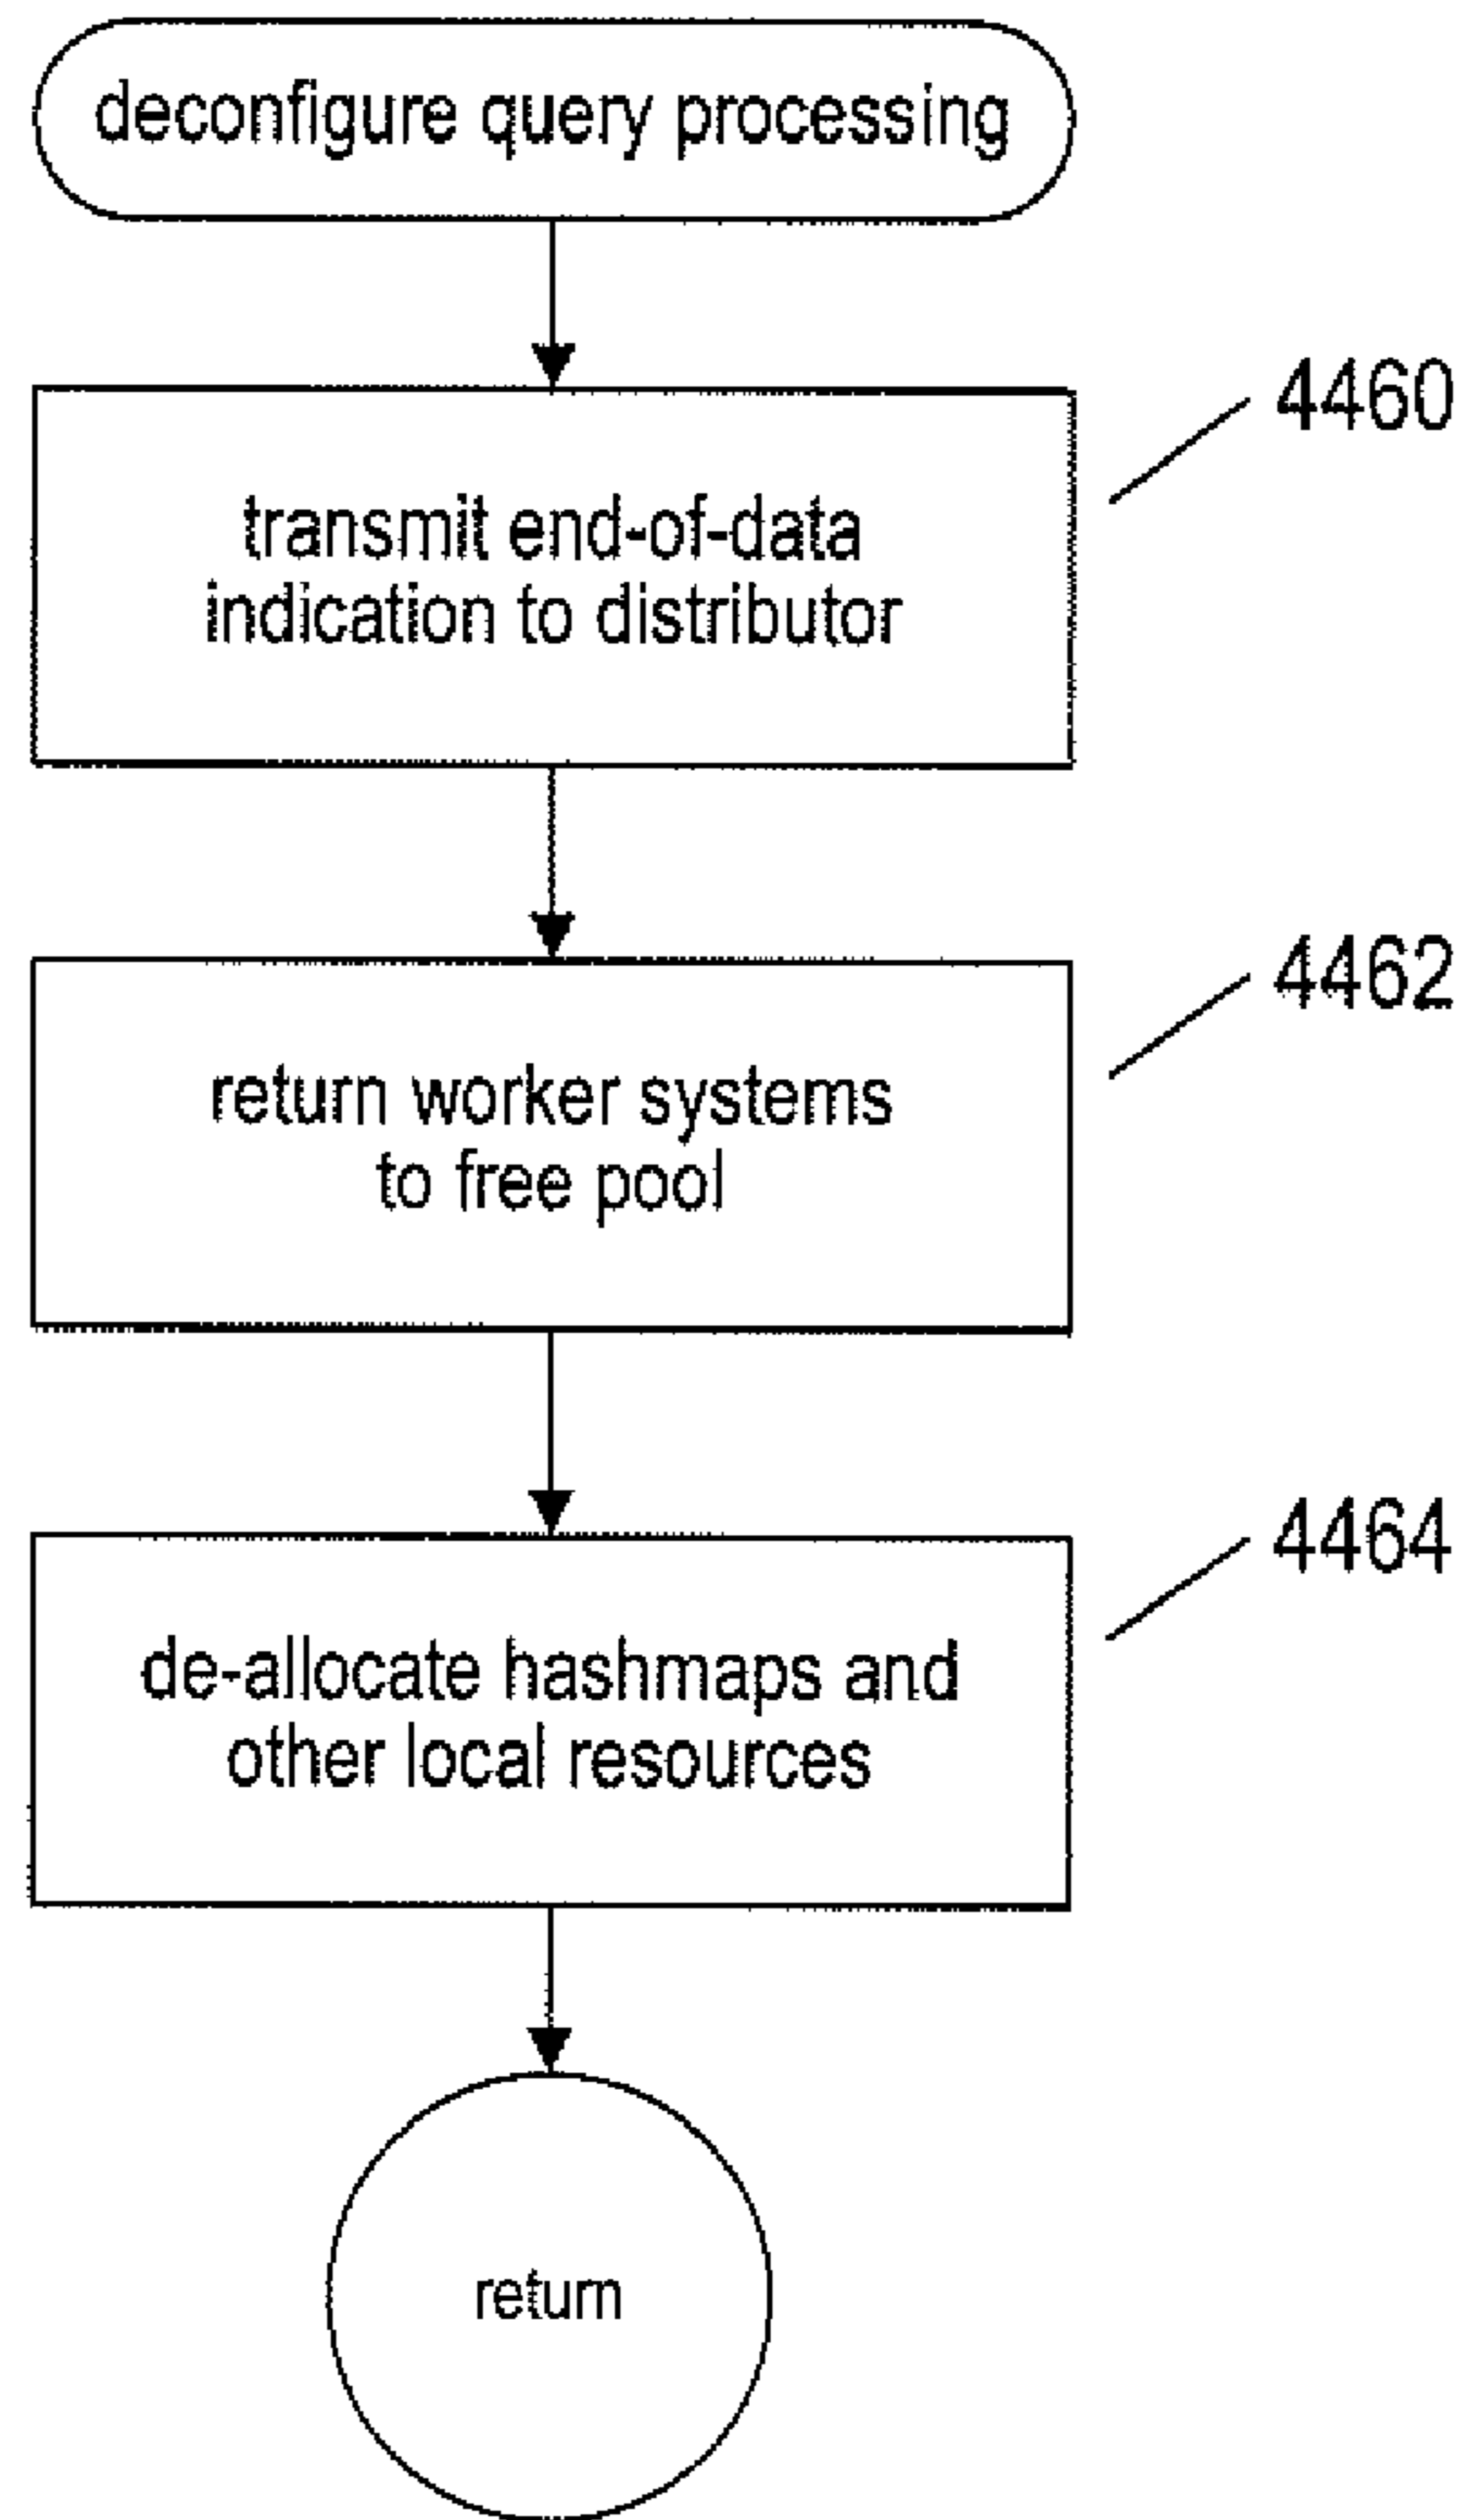 deconfigure query processing
4460
transmit end-of-data
indication to distributor
4462
return worker systems
to free pool
4464
de-allocate hashmaps and
other local resources
return